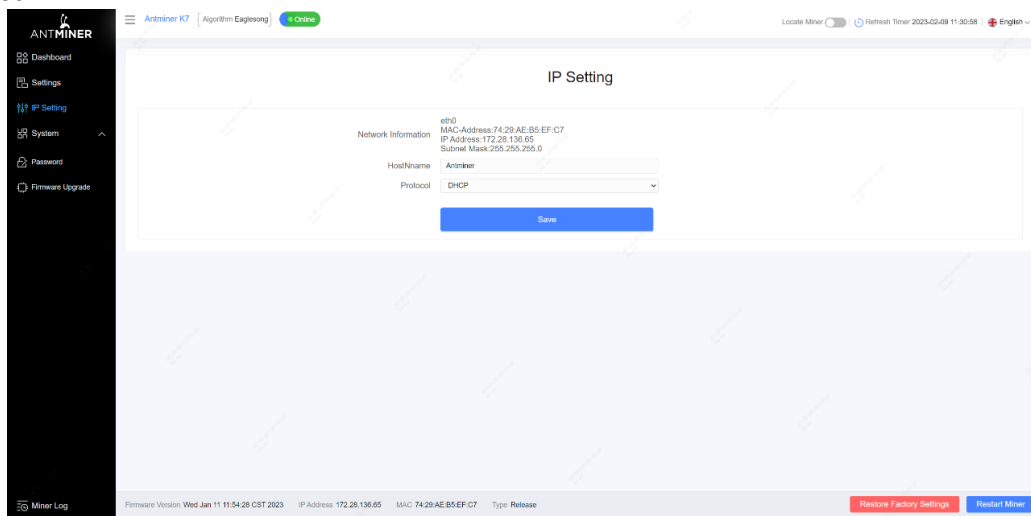 ANTMINER
Antminer K7 [Algorithm Eaglesong] Online
Locate Miner Refresh Timer 2023-02-09 11:30:58 English
Dashboard
Settings
IP Setting
System
Password
Firmware Upgrade
Miner Log
IP Setting
Network Information
eth0
MAC-Address:74:29:AE:B5:EF:C7
IP Address:172.28.136.65
Subnet Mask:255.255.255.0
HostNname Antminer
Protocol DHCP
Save
Firmware Version Wed Jan 11 11:54:28 CST 2023 IP Address 172.28.136.65 MAC 74:29:AE:B5:EF:C7 Type Release
Restore Factory Settings Restart Miner